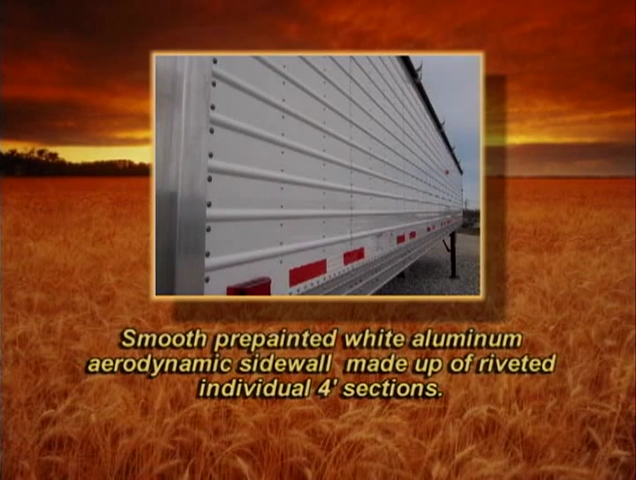 Smooth prepainted white aluminum
aerodynamic sidewall made up of riveted
individual 4' sections.